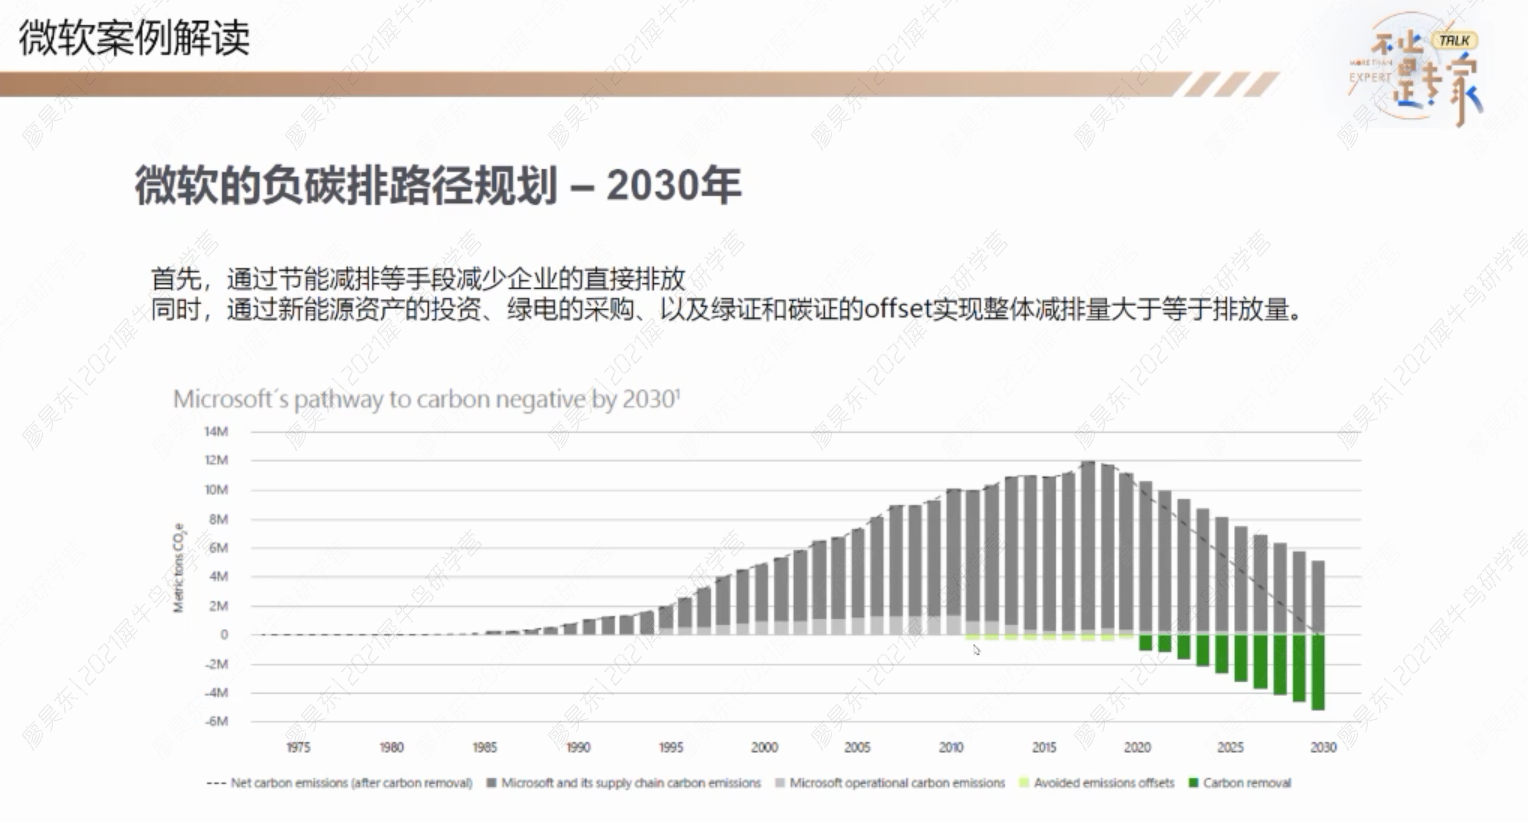 微软案例解读
不止
TALK
MORE THAN
EXPERT
是专家
微软的负碳排路径规划 – 2030年
首先，通过节能减排等手段减少企业的直接排放
同时，通过新能源资产的投资、绿电的采购、以及绿证和碳证的offset实现整体减排量大于等于排放量。
Microsoft´s pathway to carbon negative by 2030¹
Metric tons CO₂e
14M
12M
10M
8M
6M
4M
2M
0
-2M
-4M
-6M
1975 1980 1985 1990 1995 2000 2005 2010 2015 2020 2025 2030
Net carbon emissions (after carbon removal) Microsoft and its supply chain carbon emissions Microsoft operational carbon emissions Avoided emissions offsets Carbon removal
廖昊东|2021犀牛鸟研学营